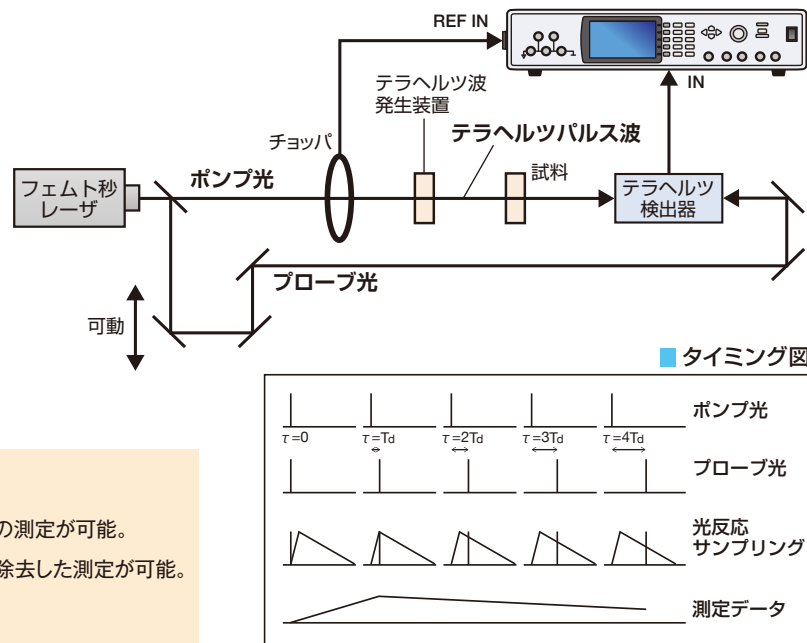 REF IN
IN
テラヘルツ波
発生装置
テラヘルツパルス波
チョッパ
ポンプ光
試料
フェムト秒
レーザ
テラヘルツ
検出器
プローブ光
可動
タイミング図
ポンプ光
τ=0 τ=Td τ=2Td τ=3Td τ=4Td
プローブ光
光反応
サンプリング
測定データ
の測定が可能。
除去した測定が可能。